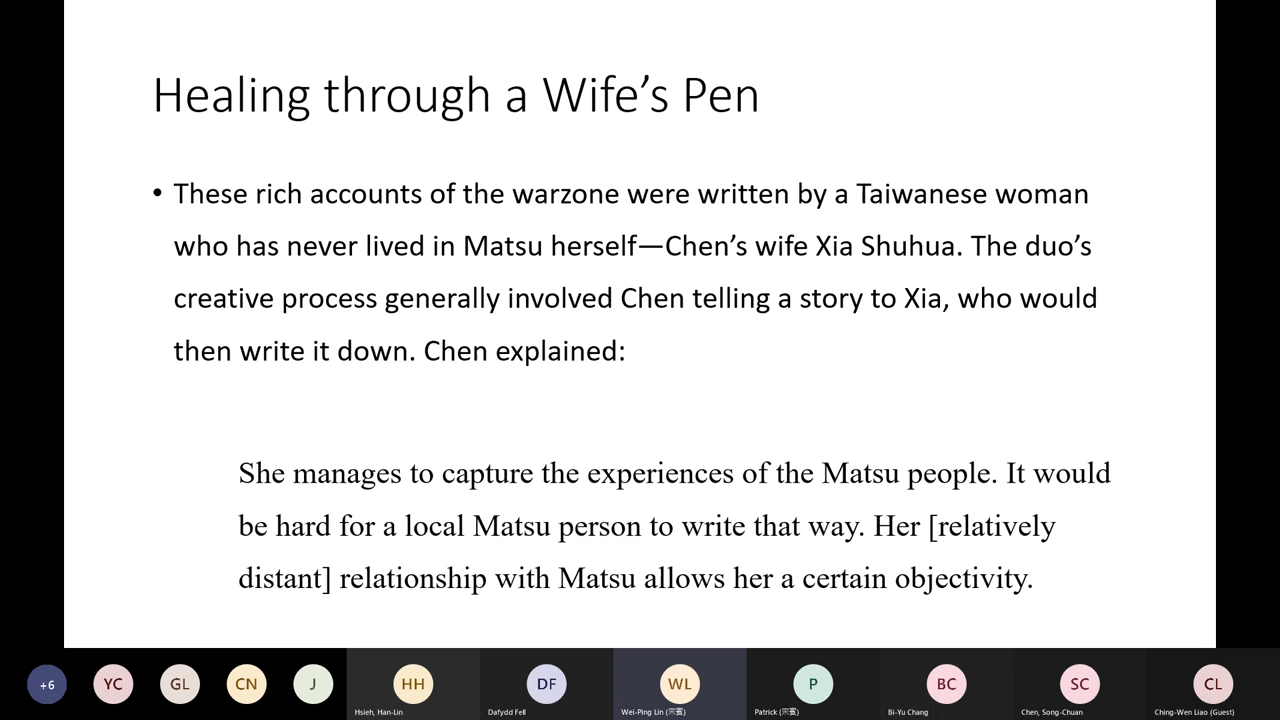 Healing through a Wife’s Pen
• These rich accounts of the warzone were written by a Taiwanese woman
who has never lived in Matsu herself—Chen’s wife Xia Shuhua. The duo’s
creative process generally involved Chen telling a story to Xia, who would
then write it down. Chen explained:
She manages to capture the experiences of the Matsu people. It would
be hard for a local Matsu person to write that way. Her [relatively
distant] relationship with Matsu allows her a certain objectivity.
+6 YC GL CN J HH DF WL P BC SC CL
Hsieh, Han-Lin Dafydd Fell Wei-Ping Lin Patrick Bi-Yu Chang Chen, Song-Chuan Ching-Wen Liao (Guest)